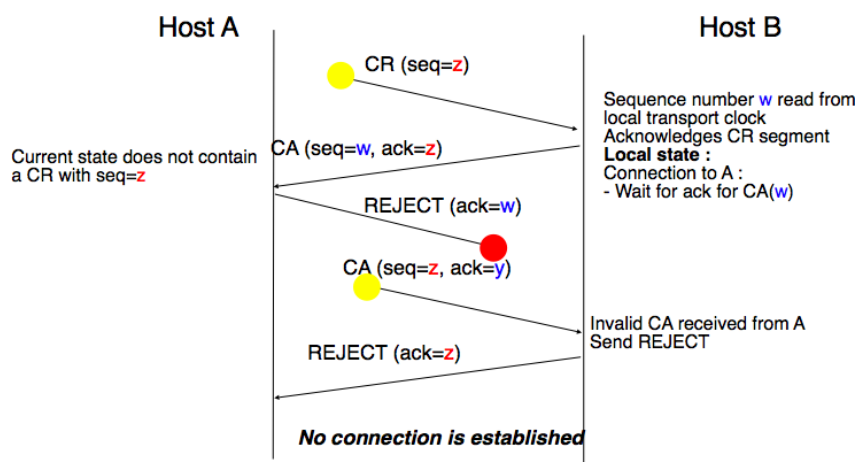 Host A
Host B
CR (seq=z)
Sequence number w read from
local transport clock
Acknowledges CR segment
Local state :
Connection to A :
- Wait for ack for CA(w)
CA (seq=w, ack=z)
Current state does not contain
a CR with seq=z
REJECT (ack=w)
CA (seq=z, ack=y)
Invalid CA received from A
Send REJECT
REJECT (ack=z)
No connection is established